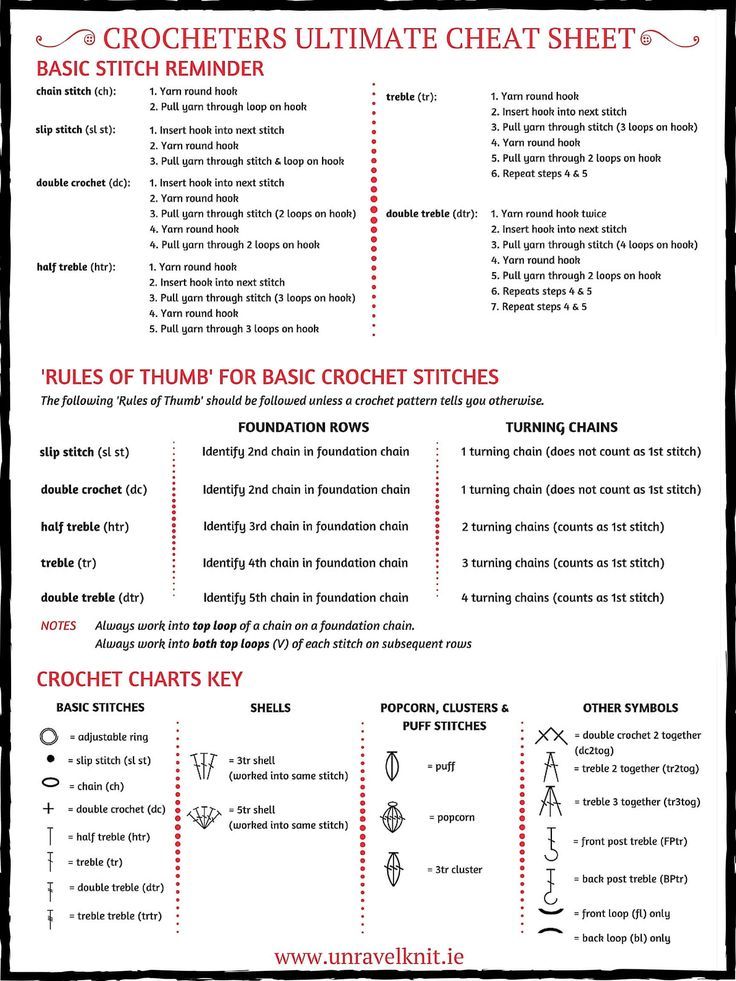 CROCHETERS ULTIMATE CHEAT SHEET
BASIC STITCH REMINDER
chain stitch (ch):
1. Yarn round hook
2. Pull yarn through loop on hook
slip stitch (sl st):
1. Insert hook into next stitch
2. Yarn round hook
3. Pull yarn through stitch & loop on hook
double crochet (dc):
1. Insert hook into next stitch
2. Yarn round hook
3. Pull yarn through stitch (2 loops on hook)
4. Yarn round hook
4. Pull yarn through 2 loops on hook
half treble (htr):
1. Yarn round hook
2. Insert hook into next stitch
3. Pull yarn through stitch (3 loops on hook)
4. Yarn round hook
5. Pull yarn through 3 loops on hook
treble (tr):
1. Yarn round hook
2. Insert hook into next stitch
3. Pull yarn through stitch (3 loops on hook)
4. Yarn round hook
5. Pull yarn through 2 loops on hook
6. Repeat steps 4 & 5
double treble (dtr):
1. Yarn round hook twice
2. Insert hook into next stitch
3. Pull yarn through stitch (4 loops on hook)
4. Yarn round hook
5. Pull yarn through 2 loops on hook
6. Repeats steps 4 & 5
7. Repeat steps 4 & 5
'RULES OF THUMB' FOR BASIC CROCHET STITCHES
The following 'Rules of Thumb' should be followed unless a crochet pattern tells you otherwise.
FOUNDATION ROWS TURNING CHAINS
slip stitch (sl st) Identify 2nd chain in foundation chain 1 turning chain (does not count as 1st stitch)
double crochet (dc) Identify 2nd chain in foundation chain 1 turning chain (does not count as 1st stitch)
half treble (htr) Identify 3rd chain in foundation chain 2 turning chains (counts as 1st stitch)
treble (tr) Identify 4th chain in foundation chain 3 turning chains (counts as 1st stitch)
double treble (dtr) Identify 5th chain in foundation chain 4 turning chains (counts as 1st stitch)
NOTES Always work into top loop of a chain on a foundation chain.
Always work into both top loops (V) of each stitch on subsequent rows
CROCHET CHARTS KEY
BASIC STITCHES
= adjustable ring
= slip stitch (sl st)
= chain (ch)
= double crochet (dc)
= half treble (htr)
= treble (tr)
= double treble (dtr)
= treble treble (trtr)
SHELLS
= 3tr shell
(worked into same stitch)
= 5tr shell
(worked into same stitch)
POPCORN, CLUSTERS &
PUFF STITCHES
= puff
= popcorn
= 3tr cluster
OTHER SYMBOLS
= double crochet 2 together
(dc2tog)
= treble 2 together (tr2tog)
= treble 3 together (tr3tog)
= front post treble (FPtr)
= back post treble (BPtr)
= front loop (fl) only
= back loop (bl) only
www.unravelknit.ie